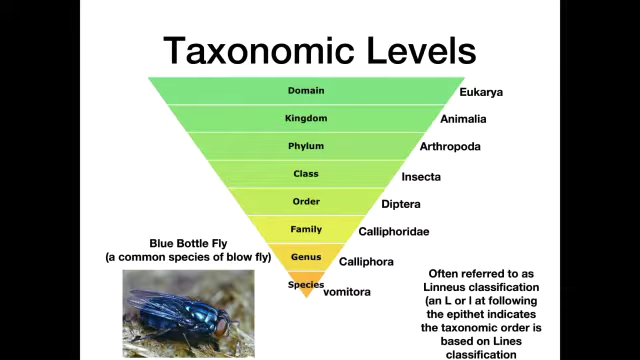 Taxonomic Levels
Domain
Eukarya
Kingdom
Animalia
Phylum
Arthropoda
Class
Insecta
Order
Diptera
Family
Calliphoridae
Genus
Calliphora
Species
vomitora
Blue Bottle Fly
(a common species of blow fly)
Often referred to as
Linneus classification
(an L or l at following
the epithet indicates
the taxonomic order is
based on Lines
classification